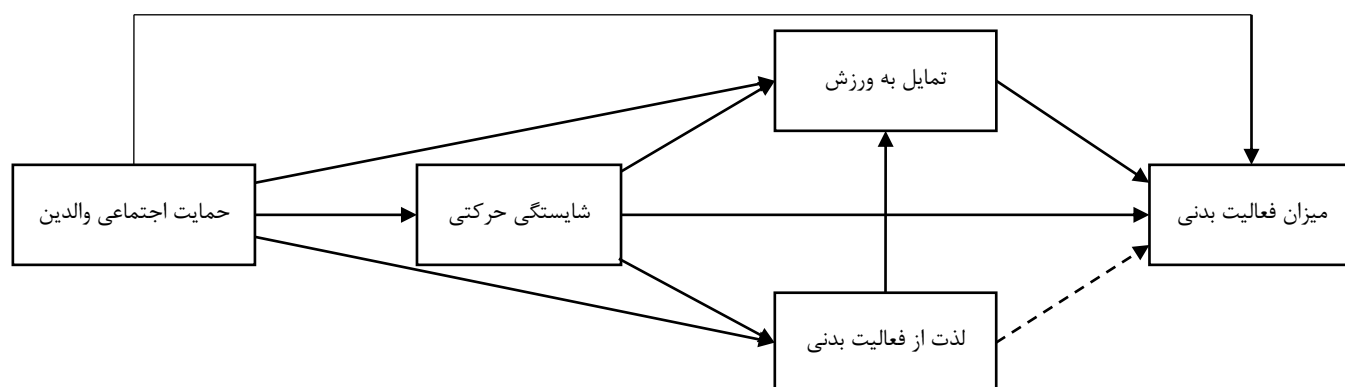 تمایل به ورزش
حمایت اجتماعی والدین
شایستگی حرکتی
میزان فعالیت بدنی
لذت از فعالیت بدنی